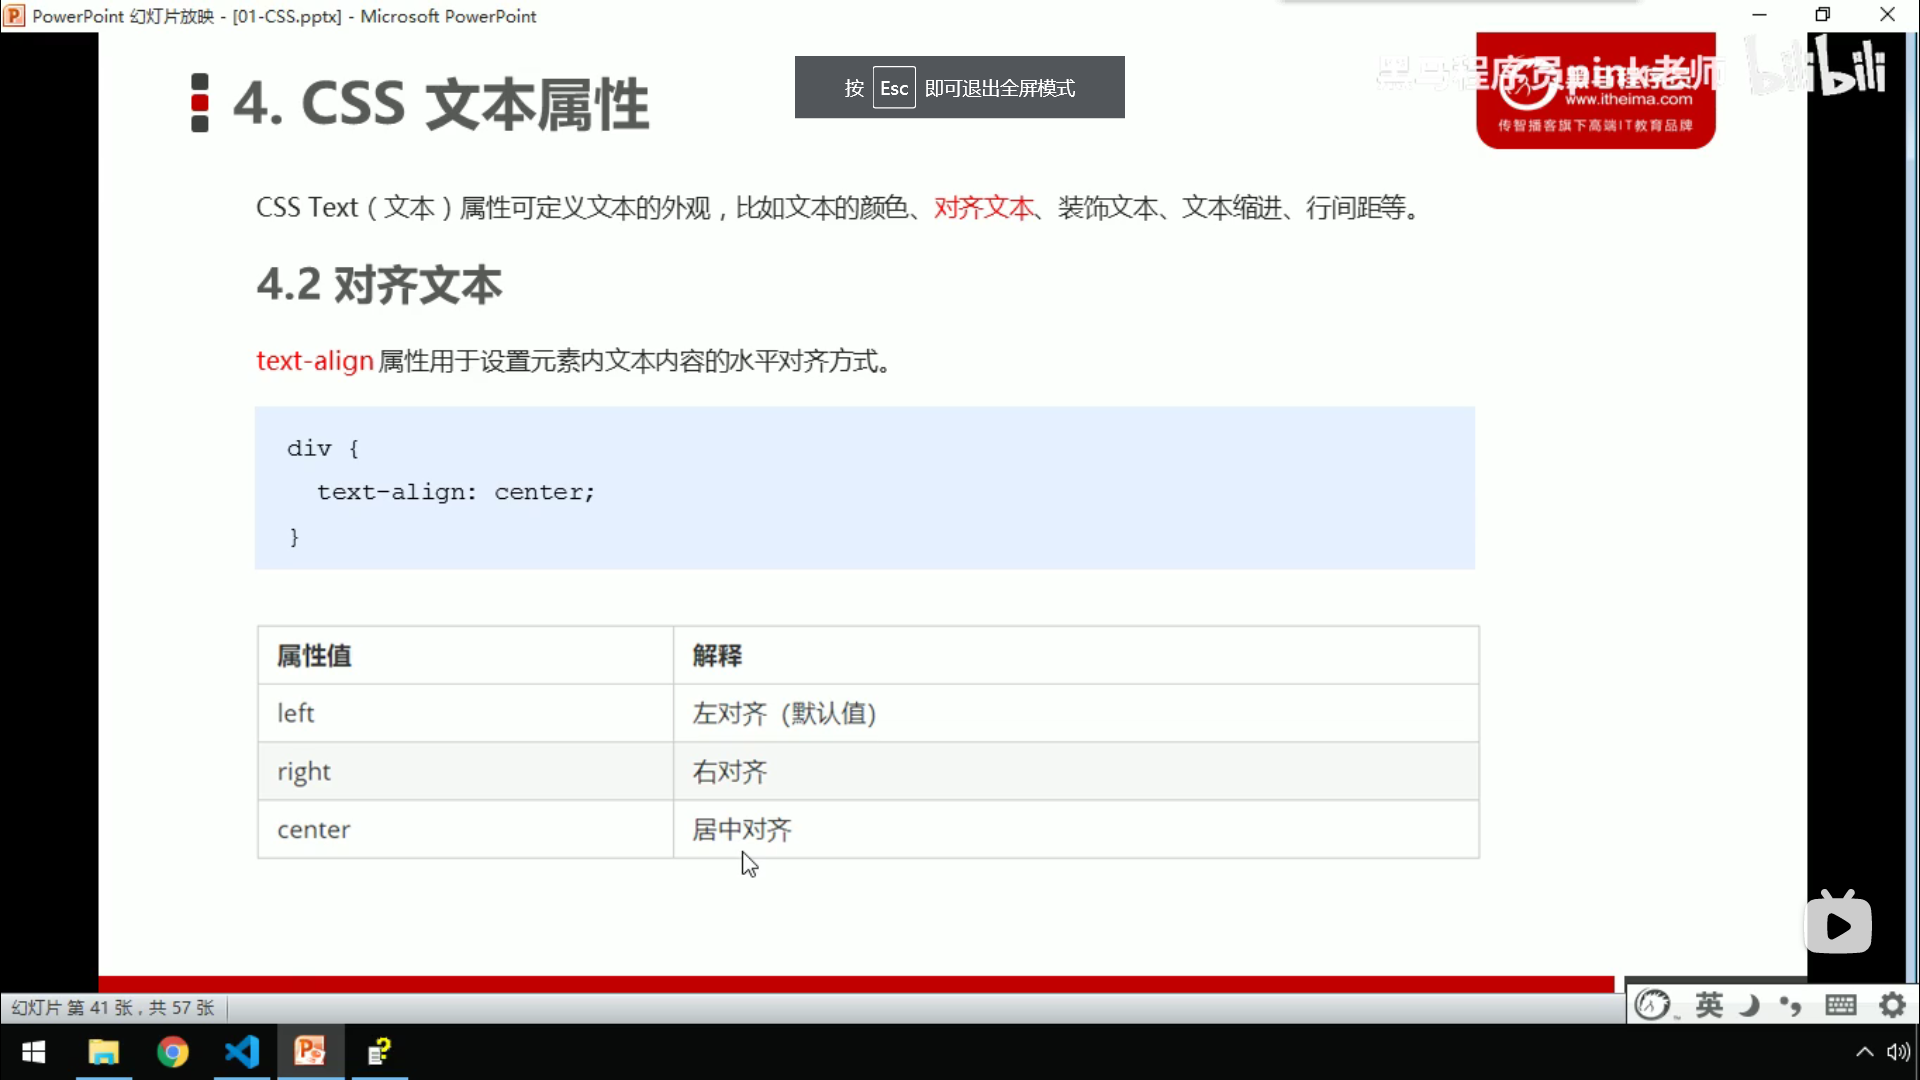 PowerPoint 幻灯片放映 - [01-CSS.pptx] - Microsoft PowerPoint
按 Esc 即可退出全屏模式
黑马程序员pink老师
bilibili
www.itheima.com
传智播客旗下高端IT教育品牌
4. CSS 文本属性
CSS Text（文本）属性可定义文本的外观，比如文本的颜色、对齐文本、装饰文本、文本缩进、行间距等。
4.2 对齐文本
text-align 属性用于设置元素内文本内容的水平对齐方式。
div {
text-align: center;
}
属性值 解释
left 左对齐（默认值）
right 右对齐
center 居中对齐
幻灯片 第 41 张，共 57 张
英